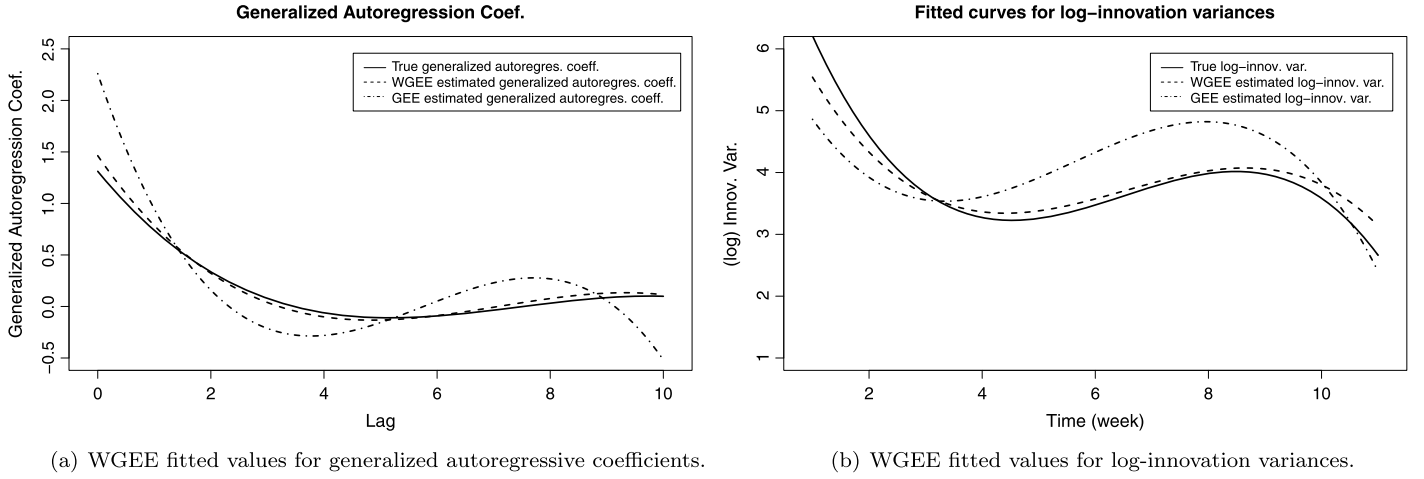 Generalized Autoregression Coef.
Generalized Autoregression Coef.
2.5
2.0
1.5
1.0
0.5
0.0
−0.5
True generalized autoregres. coeff.
WGEE estimated generalized autoregres. coeff.
GEE estimated generalized autoregres. coeff.
0 2 4 6 8 10
Lag
(a) WGEE fitted values for generalized autoregressive coefficients.
Fitted curves for log−innovation variances
(log) Innov. Var.
6
5
4
3
2
1
True log−innov. var.
WGEE estimated log−innov. var.
GEE estimated log−innov. var.
2 4 6 8 10
Time (week)
(b) WGEE fitted values for log-innovation variances.